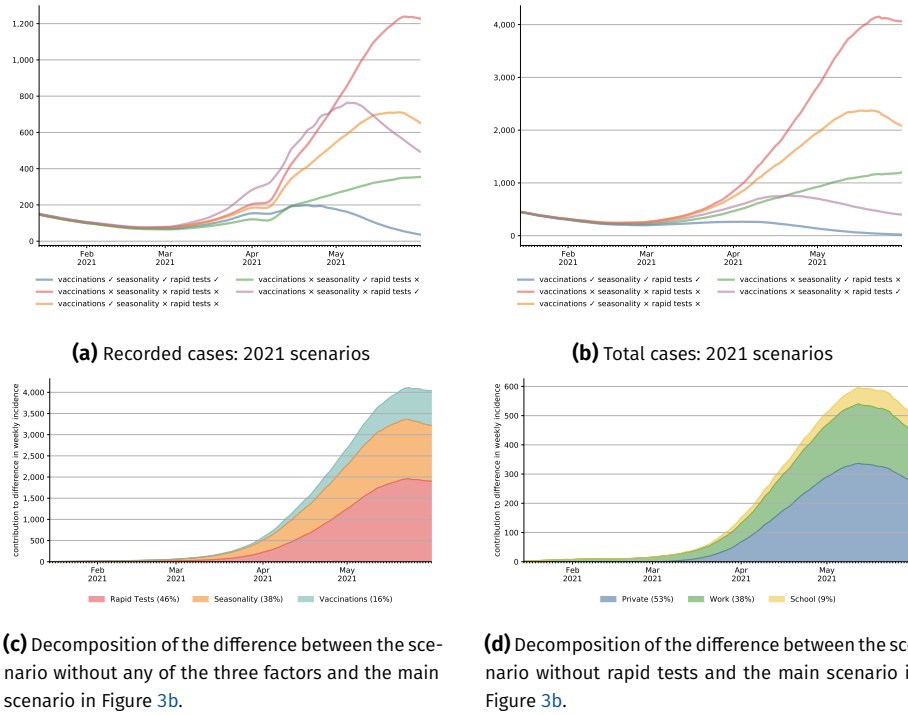 1,200
1,000
800
600
400
200
0
Feb
2021
Mar
2021
Apr
2021
May
2021
vaccinations ✓ seasonality ✓ rapid tests ✓
vaccinations × seasonality × rapid tests ×
vaccinations ✓ seasonality × rapid tests ×
vaccinations × seasonality ✓ rapid tests ×
vaccinations × seasonality × rapid tests ✓
(a) Recorded cases: 2021 scenarios
4,000
3,000
2,000
1,000
0
Feb
2021
Mar
2021
Apr
2021
May
2021
vaccinations ✓ seasonality ✓ rapid tests ✓
vaccinations × seasonality × rapid tests ×
vaccinations ✓ seasonality × rapid tests ×
vaccinations × seasonality ✓ rapid tests ×
vaccinations × seasonality × rapid tests ✓
(b) Total cases: 2021 scenarios
contribution to difference in weekly incidence
4,000
3,500
3,000
2,500
2,000
1,500
1,000
500
0
Feb
2021
Mar
2021
Apr
2021
May
2021
Rapid Tests (46%)
Seasonality (38%)
Vaccinations (16%)
(c) Decomposition of the difference between the sce-
nario without any of the three factors and the main
scenario in Figure 3b.
contribution to difference in weekly incidence
600
500
400
300
200
100
0
Feb
2021
Mar
2021
Apr
2021
May
2021
Private (53%)
Work (38%)
School (9%)
(d) Decomposition of the difference between the sce
nario without rapid tests and the main scenario i
Figure 3b.